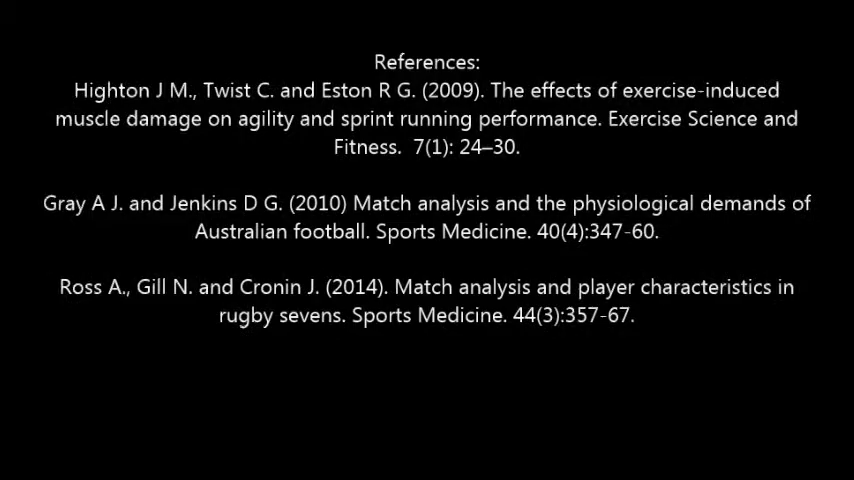 References:
Highton J M., Twist C. and Eston R G. (2009). The effects of exercise-induced
muscle damage on agility and sprint running performance. Exercise Science and
Fitness.  7(1): 24–30.
Gray A J. and Jenkins D G. (2010) Match analysis and the physiological demands of
Australian football. Sports Medicine. 40(4):347-60.
Ross A., Gill N. and Cronin J. (2014). Match analysis and player characteristics in
rugby sevens. Sports Medicine. 44(3):357-67.